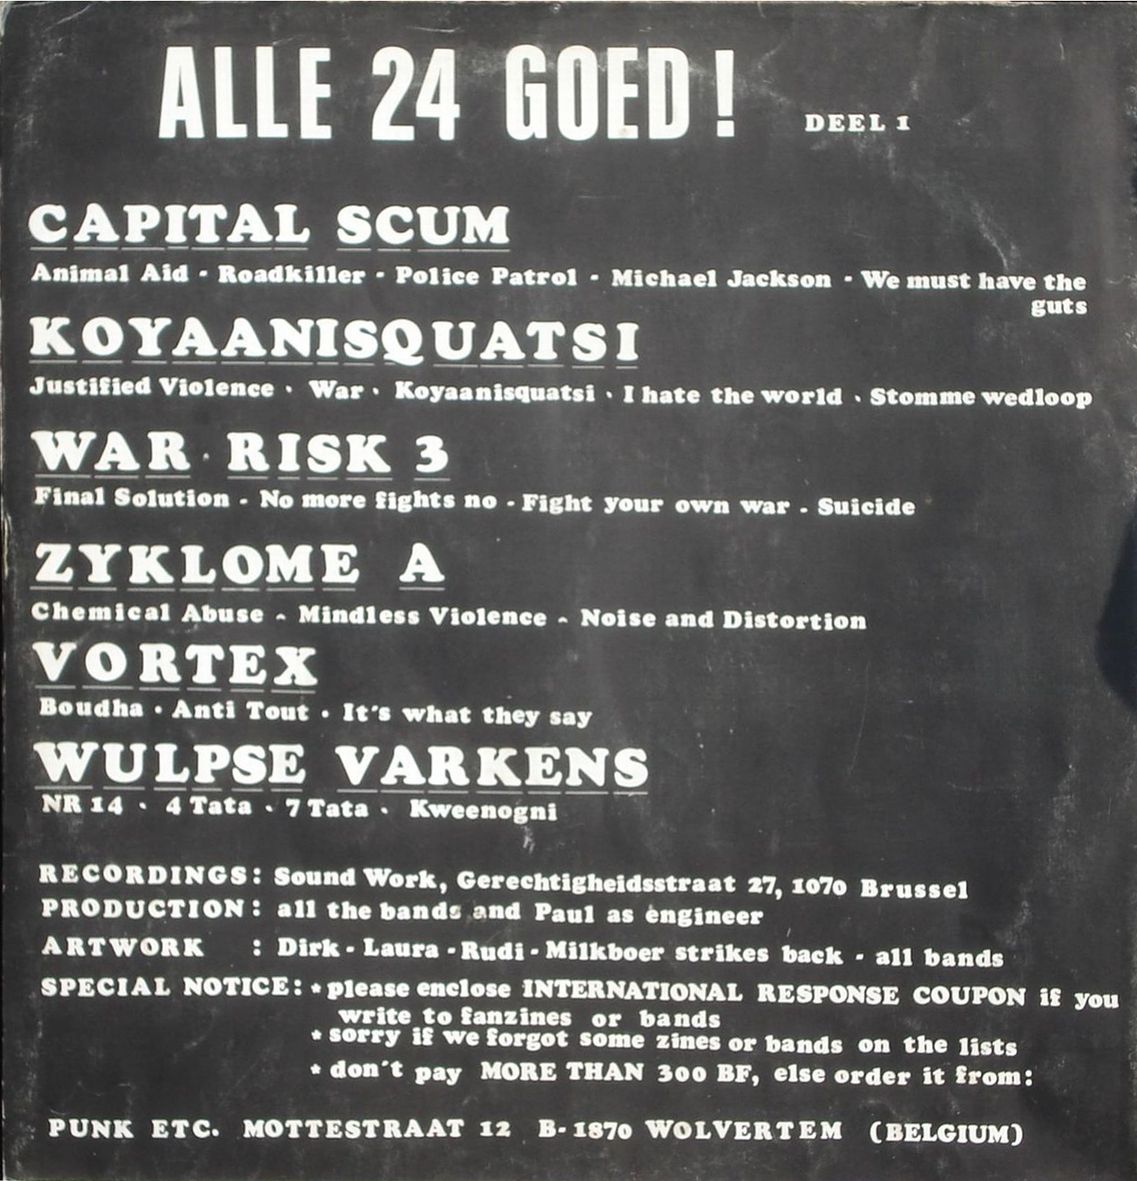 ALLE 24 GOED! DEEL 1
CAPITAL SCUM
Animal Aid - Roadkiller - Police Patrol - Michael Jackson - We must have the
guts
KOYAANISQUATSI
Justified Violence · War · Koyaanisquatsi · I hate the world · Stomme wedloop
WAR RISK 3
Final Solution - No more fights no - Fight your own war - Suicide
ZYKLOME A
Chemical Abuse - Mindless Violence - Noise and Distortion
VORTEX
Boudha · Anti Tout · It's what they say
WULPSE VARKENS
NR 14 · 4 Tata · 7 Tata · Kweenogni
RECORDINGS: Sound Work, Gerechtigheidsstraat 27, 1070 Brussel
PRODUCTION: all the bands and Paul as engineer
ARTWORK : Dirk - Laura - Rudi - Milkboer strikes back - all bands
SPECIAL NOTICE: * please enclose INTERNATIONAL RESPONSE COUPON if you
write to fanzines or bands
* sorry if we forgot some zines or bands on the lists
* don't pay MORE THAN 300 BF, else order it from:
PUNK ETC. MOTTESTRAAT 12 B-1870 WOLVERTEM (BELGIUM)